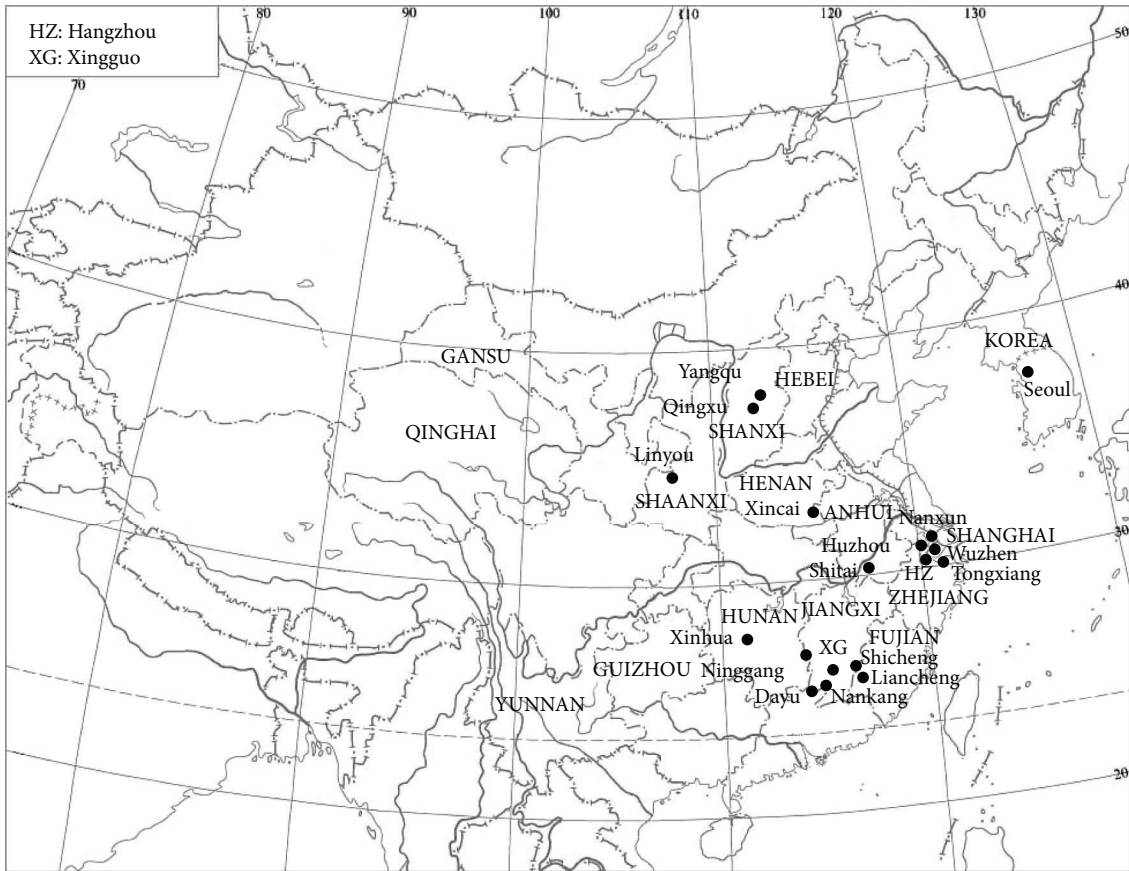 80
90
100
110
120
130
HZ: Hangzhou
XG: Xingguo
50
70
40
KOREA
GANSU
Yangqu
HEBEI
Seoul
Qingxu
QINGHAI
SHANXI
Linyou
HENAN
SHAANXI
Xincai
ANHUI
Nanxun
30
SHANGHAI
Huzhou
Wuzhen
Shitai
HZ
Tongxiang
ZHEJIANG
JIANGXI
HUNAN
Xinhua
XG
FUJIAN
Shicheng
GUIZHOU
Ninggang
Liancheng
Dayu
Nankang
YUNNAN
20